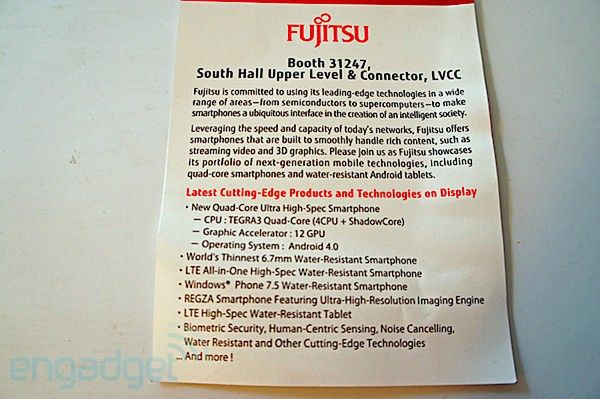 FUJITSU
Booth 31247,
South Hall Upper Level & Connector, LVCC
Fujitsu is committed to using its leading-edge technologies in a wide
range of areas—from semiconductors to supercomputers—to make
smartphones a ubiquitous interface in the creation of an intelligent society.
Leveraging the speed and capacity of today's networks, Fujitsu offers
smartphones that are built to smoothly handle rich content, such as
streaming video and 3D graphics. Please join us as Fujitsu showcases
its portfolio of next-generation mobile technologies, including
quad-core smartphones and water-resistant Android tablets.
Latest Cutting-Edge Products and Technologies on Display
• New Quad-Core Ultra High-Spec Smartphone
— CPU : TEGRA3 Quad-Core (4CPU + ShadowCore)
— Graphic Accelerator : 12 GPU
— Operating System : Android 4.0
• World's Thinnest 6.7mm Water-Resistant Smartphone
• LTE All-in-One High-Spec Water-Resistant Smartphone
• Windows® Phone 7.5 Water-Resistant Smartphone
• REGZA Smartphone Featuring Ultra-High-Resolution Imaging Engine
• LTE High-Spec Water-Resistant Tablet
• Biometric Security, Human-Centric Sensing, Noise Cancelling,
Water Resistant and Other Cutting-Edge Technologies
... And more !
engadget